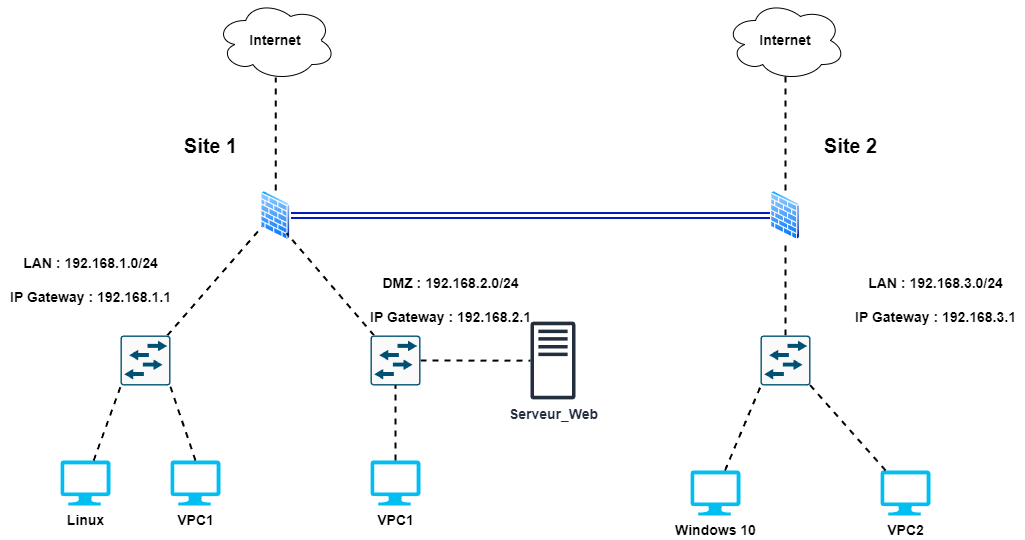 Internet
Internet
Site 1
Site 2
LAN : 192.168.1.0/24
IP Gateway : 192.168.1.1
DMZ : 192.168.2.0/24
IP Gateway : 192.168.2.1
LAN : 192.168.3.0/24
IP Gateway : 192.168.3.1
Serveur_Web
Linux
VPC1
VPC1
Windows 10
VPC2